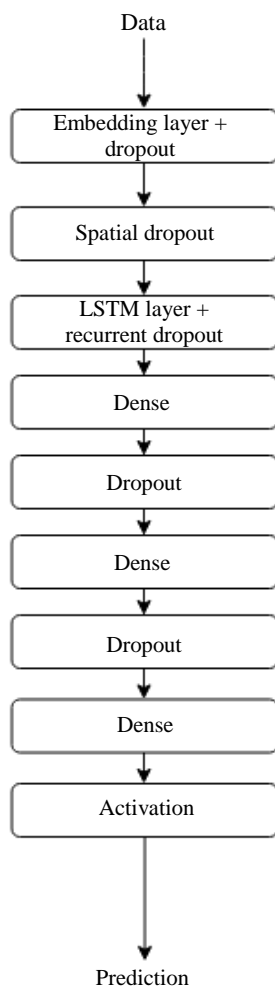 Data
Embedding layer +
dropout
Spatial dropout
LSTM layer +
recurrent dropout
Dense
Dropout
Dense
Dropout
Dense
Activation
Prediction